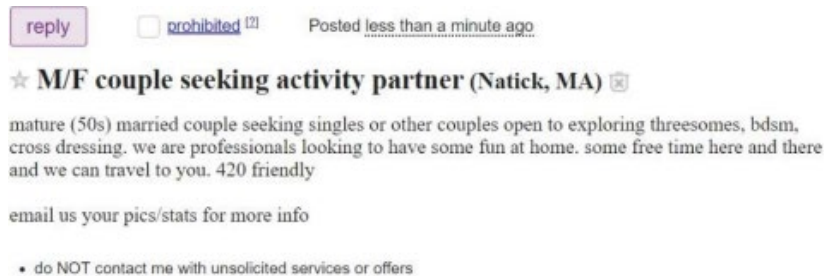 reply prohibited [?] Posted less than a minute ago
☆ M/F couple seeking activity partner (Natick, MA)
mature (50s) married couple seeking singles or other couples open to exploring threesomes, bdsm,
cross dressing. we are professionals looking to have some fun at home. some free time here and there
and we can travel to you. 420 friendly
email us your pics/stats for more info
• do NOT contact me with unsolicited services or offers